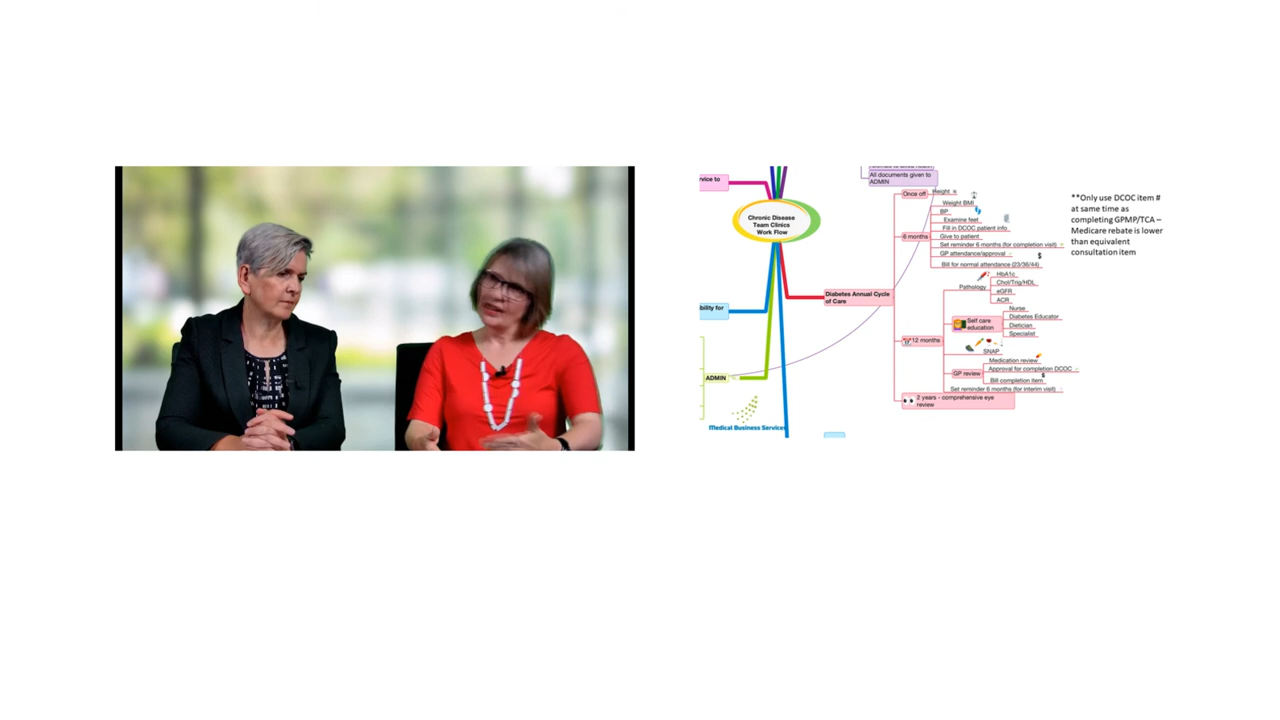 All documents given to
ADMIN
rvice to
Once off
Height
Chronic Disease
Team Clinics
Work Flow
Weight BMI
BP
Examine feet
Fill in DCOC patient info
6 months
Give to patient
Set reminder 6 months (for completion visit)
GP attendance/approval
$
Bill for normal attendance (23/36/44)
**Only use DCOC item #
at same time as
completing GPMP/TCA –
Medicare rebate is lower
than equivalent
consultation item
Pathology
HbA1c
Chol/Trig/HDL
eGFR
ACR
Diabetes Annual Cycle
of Care
bility for
Self care
education
Nurse
Diabetes Educator
Dietician
Specialist
12 months
SNAP
GP review
Medication review
Approval for completion DCOC
$
Bill completion item
Set reminder 6 months (for interim visit)
ADMIN
2 years - comprehensive eye
review
Medical Business Services